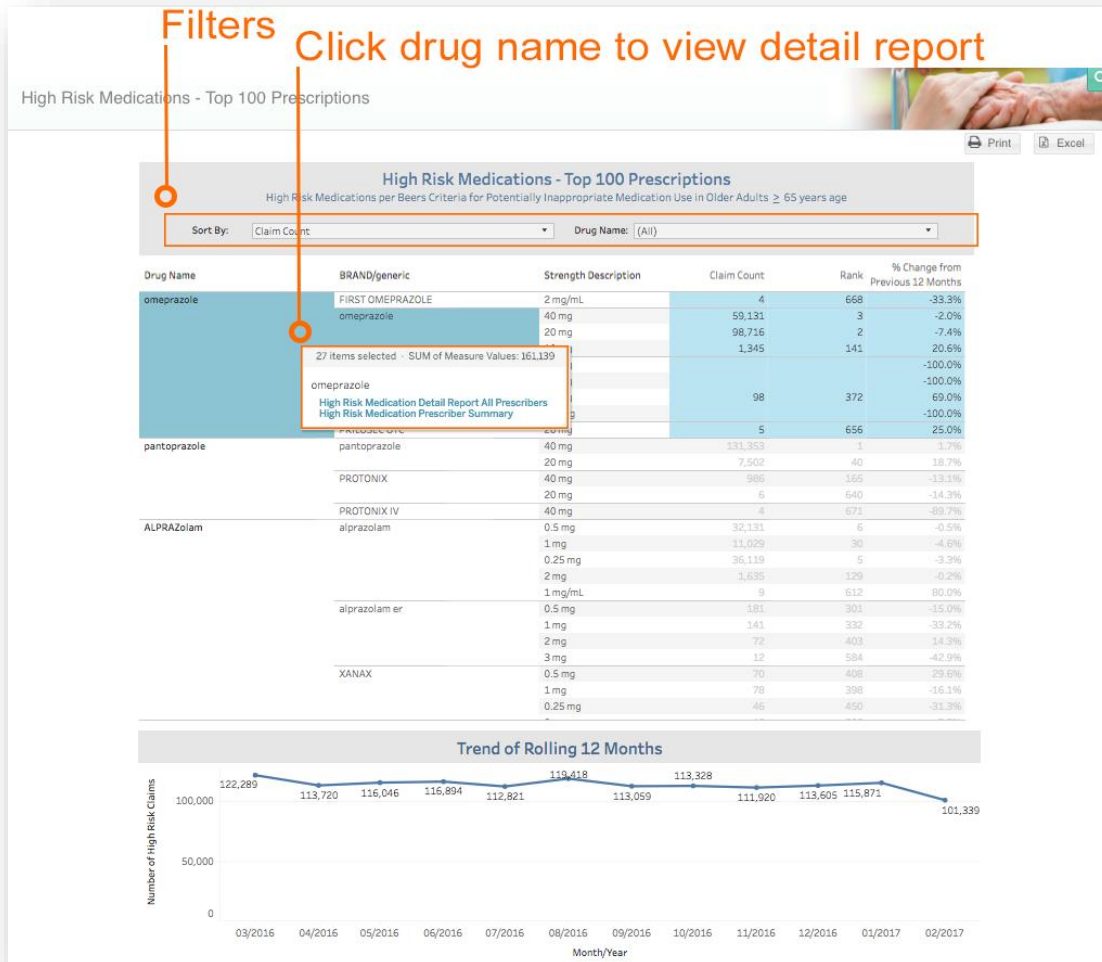 Filters
Click drug name to view detail report
High Risk Medications - Top 100 Prescriptions
Print Excel
High Risk Medications - Top 100 Prescriptions
High Risk Medications per Beers Criteria for Potentially Inappropriate Medication Use in Older Adults ≥ 65 years age
Sort By: Claim Count Drug Name: (All)
Drug Name BRAND/generic Strength Description Claim Count Rank % Change from Previous 12 Months
omeprazole FIRST OMEPRAZOLE 2 mg/mL 4 668 -33.3%
omeprazole 40 mg 59,131 3 -2.0%
20 mg 98,716 2 -7.4%
1,345 141 20.6%
27 items selected · SUM of Measure Values: 161,139
-100.0%
-100.0%
omeprazole
High Risk Medication Detail Report All Prescribers 98 372 69.0%
High Risk Medication Prescriber Summary -100.0%
PRILOSEC OTC 20 mg 5 656 25.0%
pantoprazole pantoprazole 40 mg 131,353 1 1.7%
20 mg 7,502 40 18.7%
PROTONIX 40 mg 986 165 -13.1%
20 mg 6 640 -14.3%
PROTONIX IV 40 mg 4 671 -89.7%
ALPRAZolam alprazolam 0.5 mg 32,131 6 -0.5%
1 mg 11,029 30 -4.6%
0.25 mg 36,119 5 -3.3%
2 mg 1,635 129 -0.2%
1 mg/mL 9 612 80.0%
alprazolam er 0.5 mg 181 301 -15.0%
1 mg 141 332 -33.2%
2 mg 72 403 14.3%
3 mg 12 584 -42.9%
XANAX 0.5 mg 70 408 29.6%
1 mg 78 398 -16.1%
0.25 mg 46 450 -31.3%
Trend of Rolling 12 Months
Number of High Risk Claims
100,000
50,000
0
122,289 113,720 116,046 116,894 112,821 119,418 113,059 113,328 111,920 113,605 115,871 101,339
03/2016 04/2016 05/2016 06/2016 07/2016 08/2016 09/2016 10/2016 11/2016 12/2016 01/2017 02/2017
Month/Year